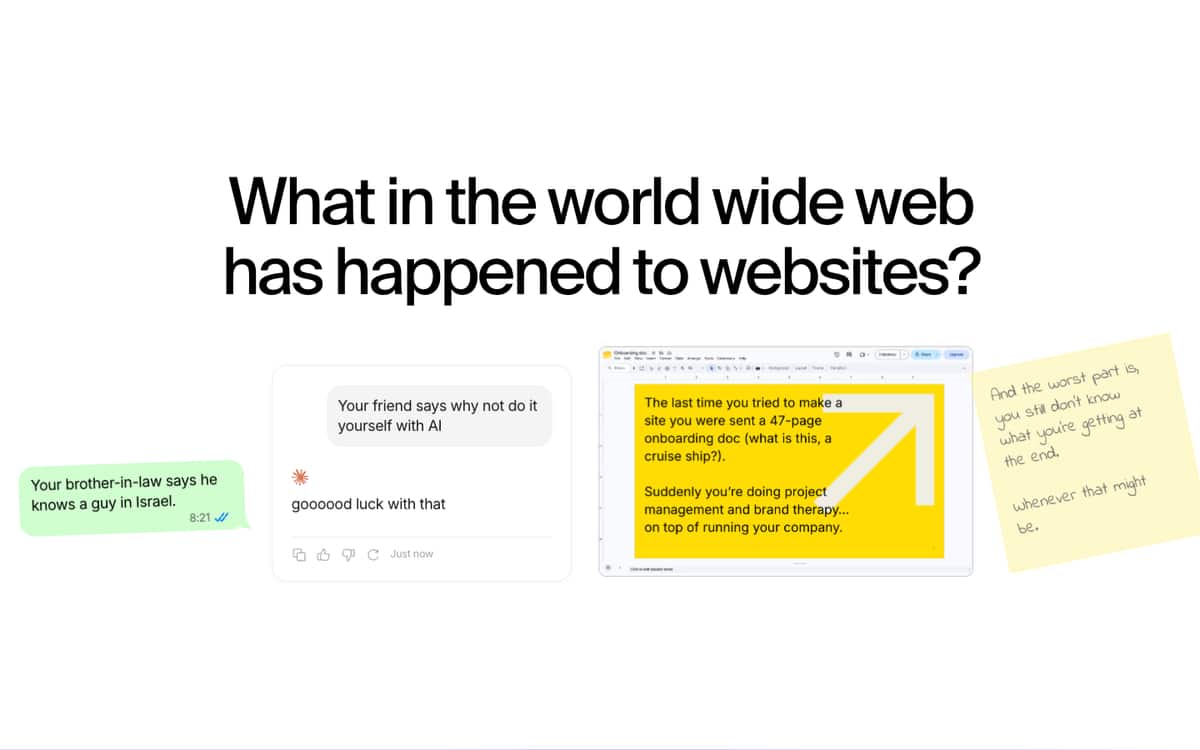 What in the world wide web
has happened to websites?
Your brother-in-law says he
knows a guy in Israel.
8:21
Your friend says why not do it
yourself with AI
goooood luck with that
Just now
Onboarding doc
The last time you tried to make a
site you were sent a 47-page
onboarding doc (what is this, a
cruise ship?).
Suddenly you're doing project
management and brand therapy...
on top of running your company.
And the worst part is,
you still don't know
what you're getting at
the end.
whenever that might
be.